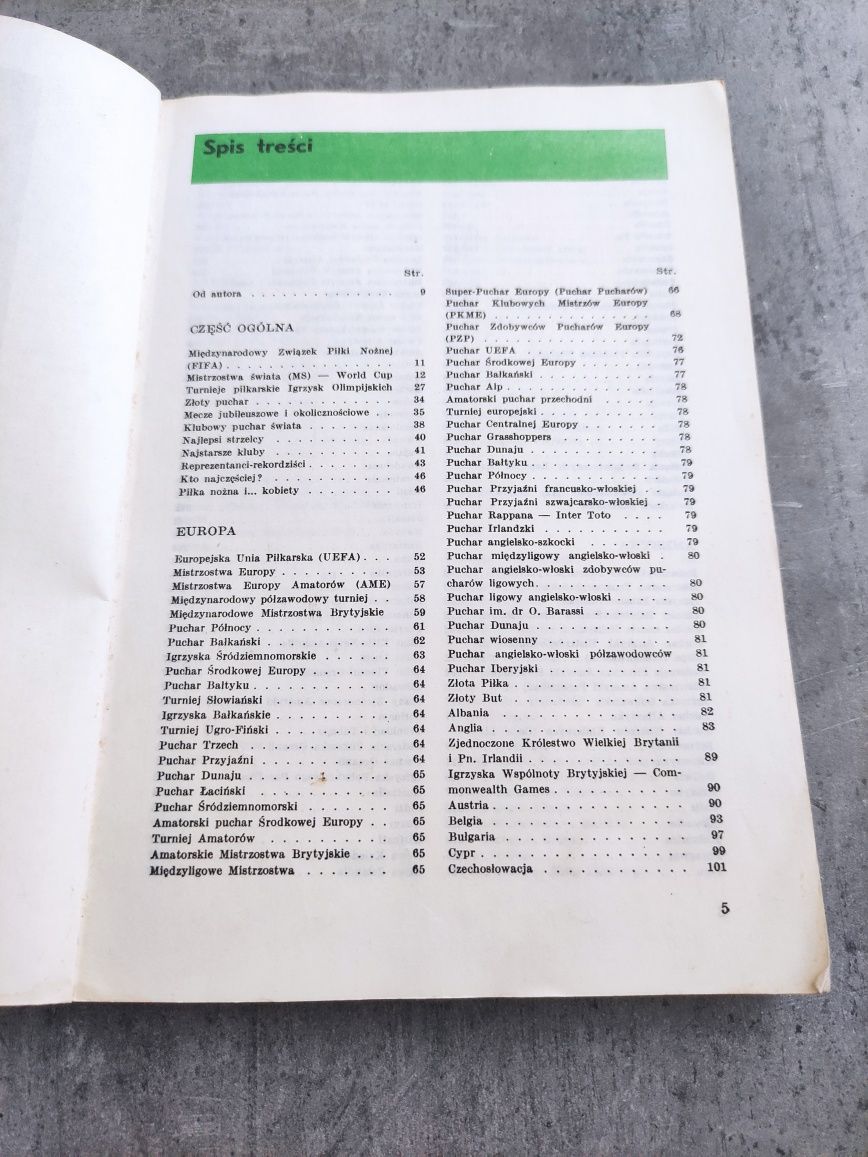 Spis treści
Str.
Od autora . . . . . . . . . . . . . . 9
CZĘŚĆ OGÓLNA
Międzynarodowy Związek Piłki Nożnej
(FIFA) . . . . . . . . . . . . . . . 11
Mistrzostwa świata (MS) — World Cup 12
Turnieje piłkarskie Igrzysk Olimpijskich 27
Złoty puchar . . . . . . . . . . . . 34
Mecze jubileuszowe i okolicznościowe . . 35
Klubowy puchar świata . . . . . . . . 38
Najlepsi strzelcy . . . . . . . . . . 40
Najstarsze kluby . . . . . . . . . . 41
Reprezentanci-rekordziści . . . . . . . 43
Kto najczęściej? . . . . . . . . . . 46
Piłka nożna i... kobiety . . . . . . . 46
EUROPA
Europejska Unia Piłkarska (UEFA) . . . 52
Mistrzostwa Europy . . . . . . . . . 53
Mistrzostwa Europy Amatorów (AME) 57
Międzynarodowy półzawodowy turniej . . 58
Międzynarodowe Mistrzostwa Brytyjskie 59
Puchar Północy . . . . . . . . . . . 61
Puchar Bałkański . . . . . . . . . . 62
Igrzyska Śródziemnomorskie . . . . . . 63
Puchar Środkowej Europy . . . . . . . 64
Puchar Bałtyku . . . . . . . . . . . 64
Turniej Słowiański . . . . . . . . . . 64
Igrzyska Bałkańskie . . . . . . . . . 64
Turniej Ugro-Fiński . . . . . . . . . 64
Puchar Trzech . . . . . . . . . . . 64
Puchar Przyjaźni . . . . . . . . . . 64
Puchar Dunaju . . . . . . . . . . . 65
Puchar Łaciński . . . . . . . . . . 65
Puchar Śródziemnomorski . . . . . . . 65
Amatorski puchar Środkowej Europy . . 65
Turniej Amatorów . . . . . . . . . . 65
Amatorskie Mistrzostwa Brytyjskie . . . 65
Międzyligowe Mistrzostwa . . . . . . . 65
Str.
Super-Puchar Europy (Puchar Pucharów) 66
Puchar Klubowych Mistrzów Europy
(PKME) . . . . . . . . . . . . . . 68
Puchar Zdobywców Pucharów Europy
(PZP) . . . . . . . . . . . . . . . 72
Puchar UEFA . . . . . . . . . . . 76
Puchar Środkowej Europy . . . . . . . 77
Puchar Bałkański . . . . . . . . . . 77
Puchar Alp . . . . . . . . . . . . . 78
Amatorski puchar przechodni . . . . . 78
Turniej europejski . . . . . . . . . . 78
Puchar Centralnej Europy . . . . . . . 78
Puchar Grasshoppers . . . . . . . . . 78
Puchar Dunaju . . . . . . . . . . . 78
Puchar Bałtyku . . . . . . . . . . . 79
Puchar Północy . . . . . . . . . . . 79
Puchar Przyjaźni francusko-włoskiej . . 79
Puchar Przyjaźni szwajcarsko-włoskiej . 79
Puchar Rappana — Inter Toto . . . . 79
Puchar Irlandzki . . . . . . . . . . 79
Puchar angielsko-szkocki . . . . . . . 79
Puchar międzyligowy angielsko-włoski . 80
Puchar angielsko-włoski zdobywców pu-
charów ligowych . . . . . . . . . . . 80
Puchar ligowy angielsko-włoski . . . . . 80
Puchar im. dr O. Barassi . . . . . . . 80
Puchar Dunaju . . . . . . . . . . . 80
Puchar wiosenny . . . . . . . . . . 81
Puchar angielsko-włoski półzawodowców 81
Puchar Iberyjski . . . . . . . . . . 81
Złota Piłka . . . . . . . . . . . . . 81
Złoty But . . . . . . . . . . . . . 81
Albania . . . . . . . . . . . . . . 82
Anglia . . . . . . . . . . . . . . . 83
Zjednoczone Królestwo Wielkiej Brytanii
i Pn. Irlandii . . . . . . . . . . . . 89
Igrzyska Wspólnoty Brytyjskiej — Com-
monwealth Games . . . . . . . . . . . 90
Austria . . . . . . . . . . . . . . . 90
Belgia . . . . . . . . . . . . . . . 93
Bułgaria . . . . . . . . . . . . . . 97
Cypr . . . . . . . . . . . . . . . . 99
Czechosłowacja . . . . . . . . . . . 101
5